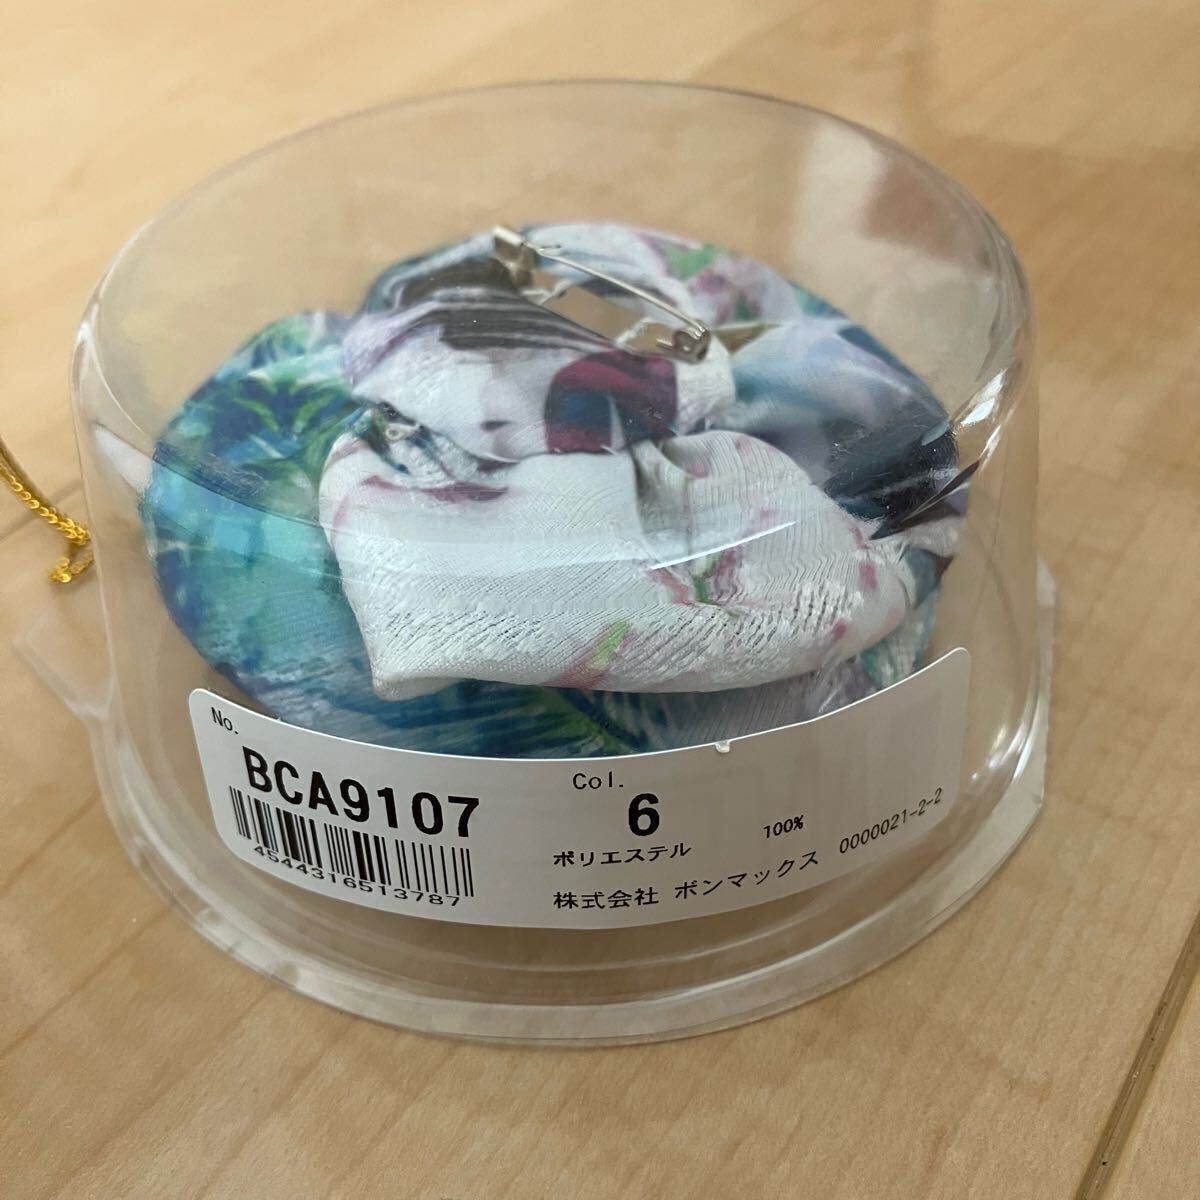 No.
BCA9107
4544316513787
Col.
6
ポリエステル 100%
株式会社 ボンマックス 0000021-2-2